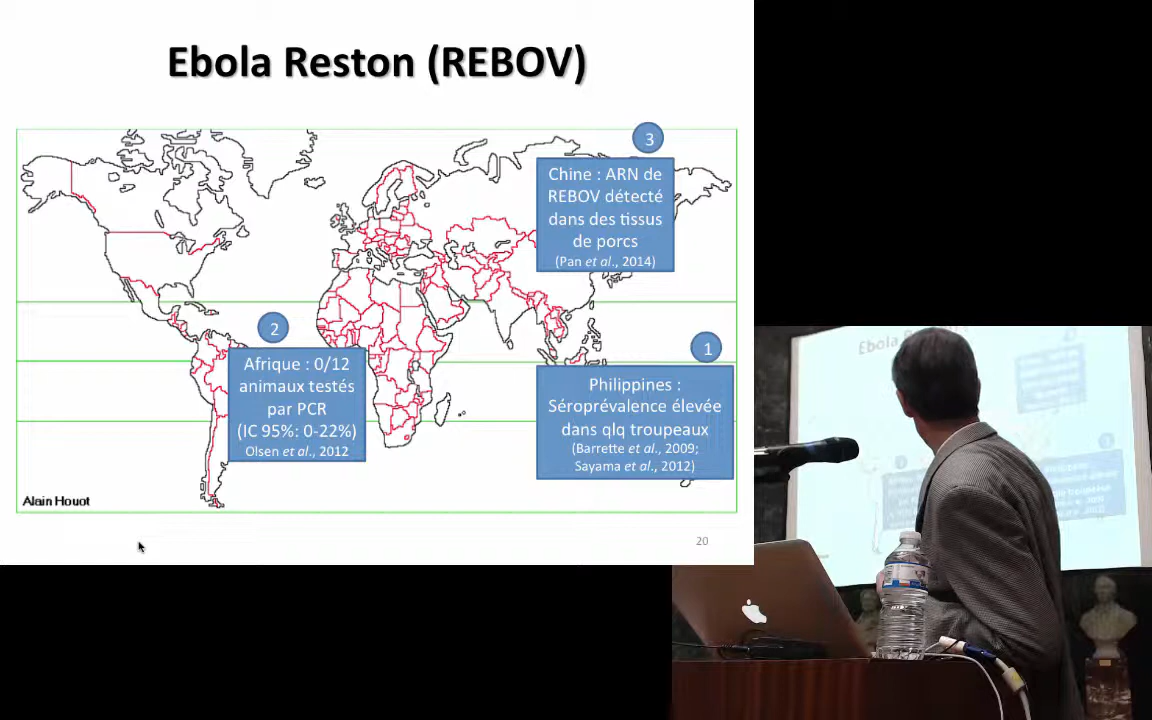 Ebola Reston (REBOV)
3
Chine : ARN de
REBOV détecté
dans des tissus
de porcs
(Pan et al., 2014)
2
Afrique : 0/12
animaux testés
par PCR
(IC 95%: 0-22%)
Olsen et al., 2012
1
Philippines :
Séroprévalence élevée
dans qlq troupeaux
(Barrette et al., 2009;
Sayama et al., 2012)
Alain Houot
20